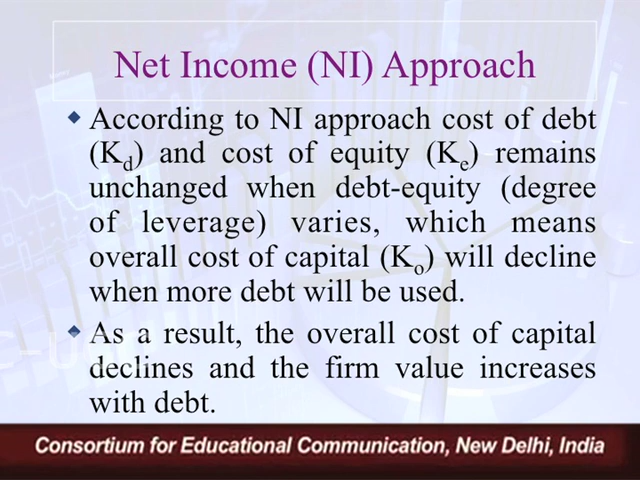 Net Income (NI) Approach
According to NI approach cost of debt
(Kd) and cost of equity (Ke) remains
unchanged when debt-equity (degree
of leverage) varies, which means
overall cost of capital (Ko) will decline
when more debt will be used.
As a result, the overall cost of capital
declines and the firm value increases
with debt.
Consortium for Educational Communication, New Delhi, India